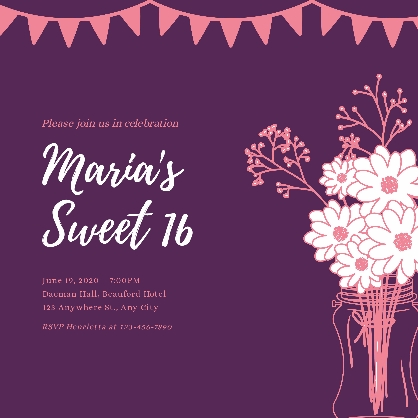 Please join us in celebration
Maria's
Sweet 16
June 19, 2020 - 7:00PM
Dacman Hall, Beauford Hotel
123 Anywhere St., Any City
RSVP Henrietta at 123-456-7890